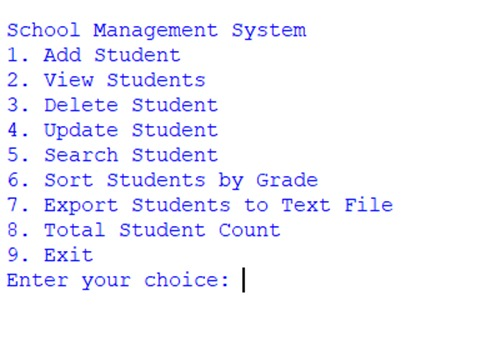 School Management System
1. Add Student
2. View Students
3. Delete Student
4. Update Student
5. Search Student
6. Sort Students by Grade
7. Export Students to Text File
8. Total Student Count
9. Exit
Enter your choice: